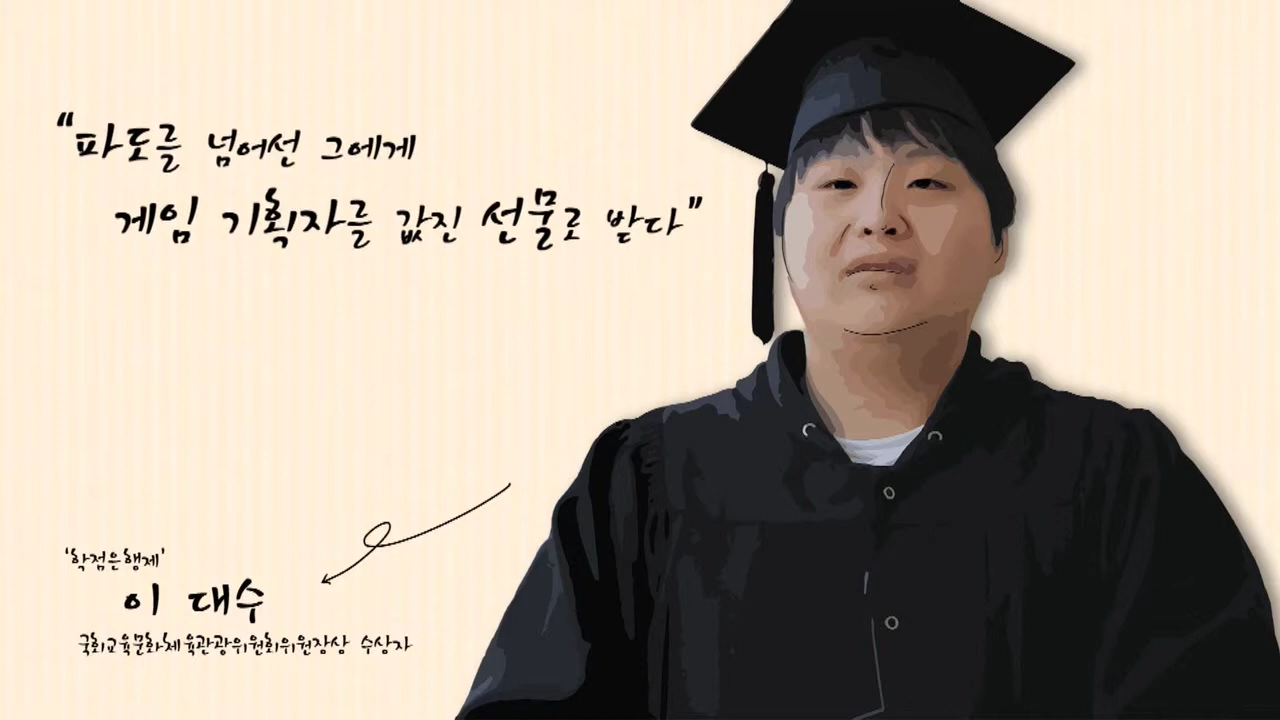 “파도를 넘어선 그에게
게임 기획자를 값진 선물로 받다”
‘학점은행제’
이 대수
국회교육문화체육관광위원회위원장상 수상자